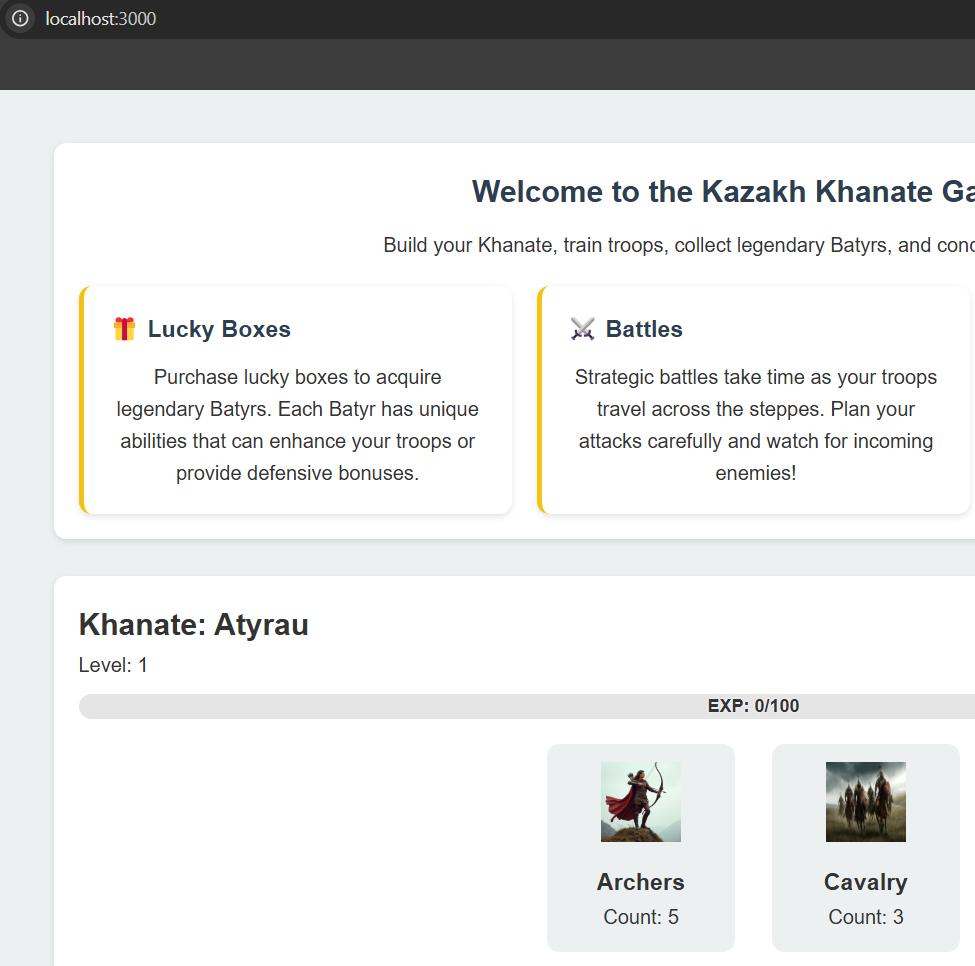 localhost:3000
Welcome to the Kazakh Khanate Ga
Build your Khanate, train troops, collect legendary Batyrs, and conc
Lucky Boxes
Purchase lucky boxes to acquire
legendary Batyrs. Each Batyr has unique
abilities that can enhance your troops or
provide defensive bonuses.
Battles
Strategic battles take time as your troops
travel across the steppes. Plan your
attacks carefully and watch for incoming
enemies!
Khanate: Atyrau
Level: 1
EXP: 0/100
Archers
Count: 5
Cavalry
Count: 3